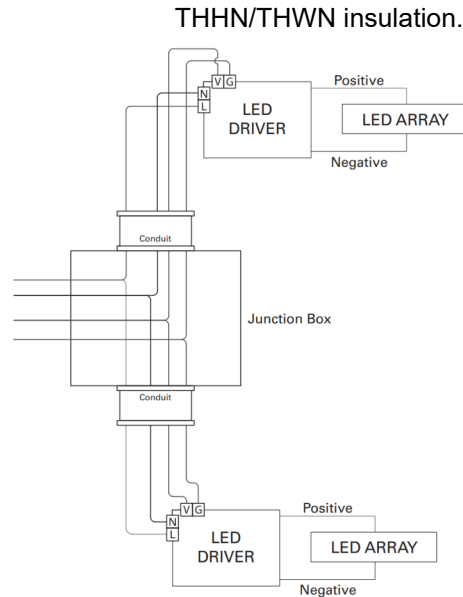 THHN/THWN insulation.
V G
N
L
LED
DRIVER
Positive
LED ARRAY
Negative
Conduit
Junction Box
Conduit
V G
N
L
LED
DRIVER
Positive
LED ARRAY
Negative